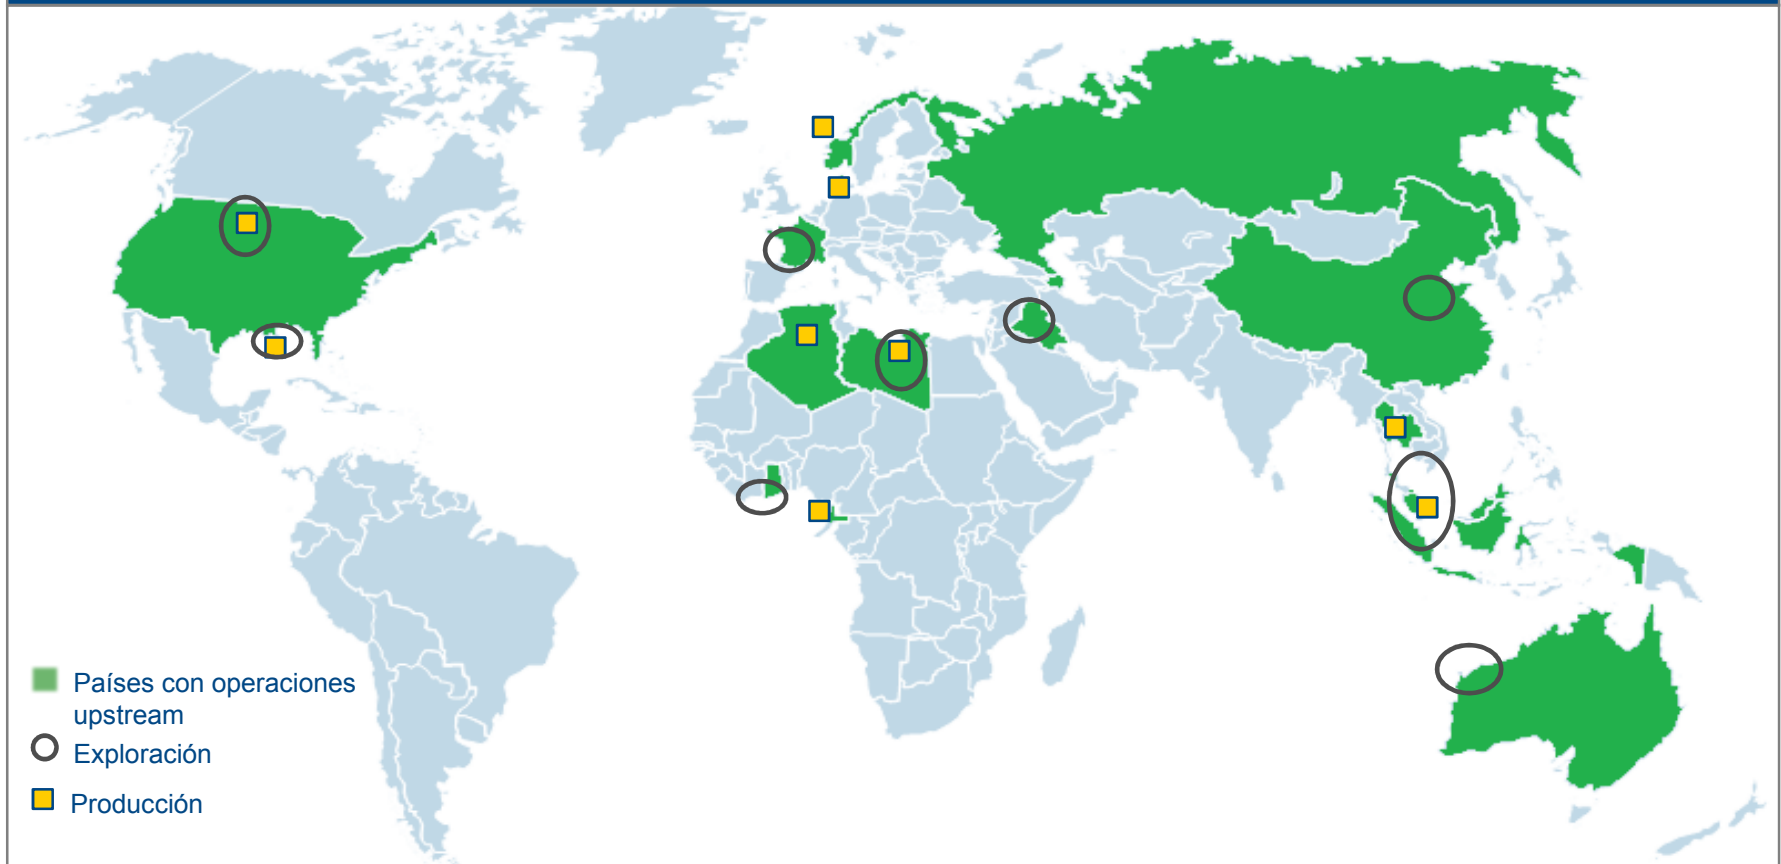 Países con operaciones
upstream
Exploración
Producción